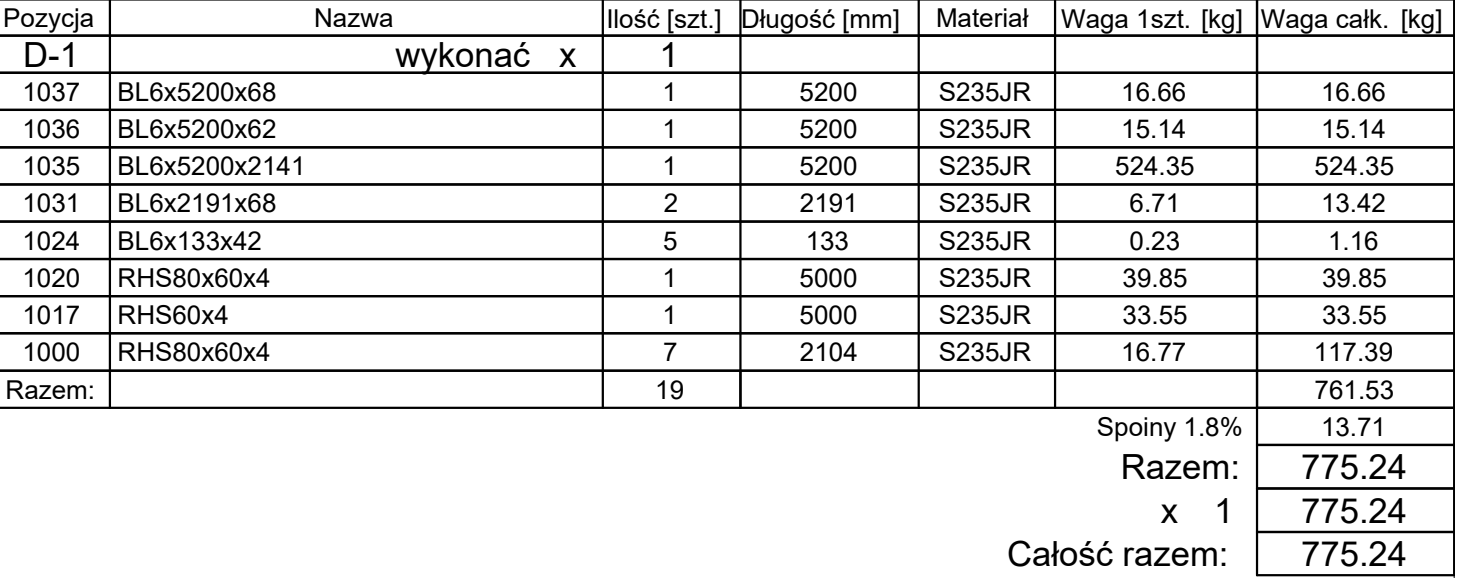 Pozycja Nazwa Ilość [szt.] Długość [mm] Materiał Waga 1szt. [kg] Waga całk. [kg]
D-1 wykonać x 1
1037 BL6x5200x68 1 5200 S235JR 16.66 16.66
1036 BL6x5200x62 1 5200 S235JR 15.14 15.14
1035 BL6x5200x2141 1 5200 S235JR 524.35 524.35
1031 BL6x2191x68 2 2191 S235JR 6.71 13.42
1024 BL6x133x42 5 133 S235JR 0.23 1.16
1020 RHS80x60x4 1 5000 S235JR 39.85 39.85
1017 RHS60x4 1 5000 S235JR 33.55 33.55
1000 RHS80x60x4 7 2104 S235JR 16.77 117.39
Razem: 19 761.53
Spoiny 1.8% 13.71
Razem: 775.24
x 1 775.24
Całość razem: 775.24